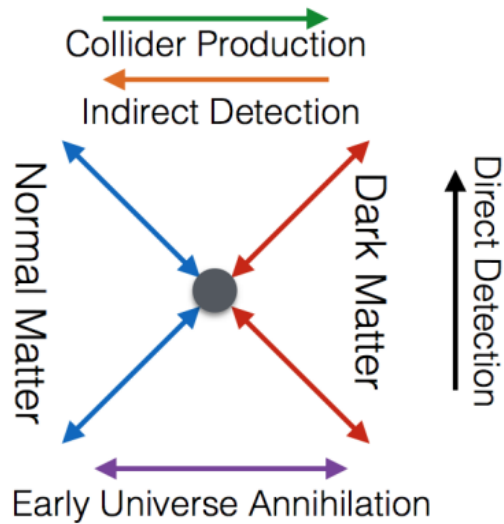 Collider Production
Indirect Detection
Normal Matter
Dark Matter
Direct Detection
Early Universe Annihilation